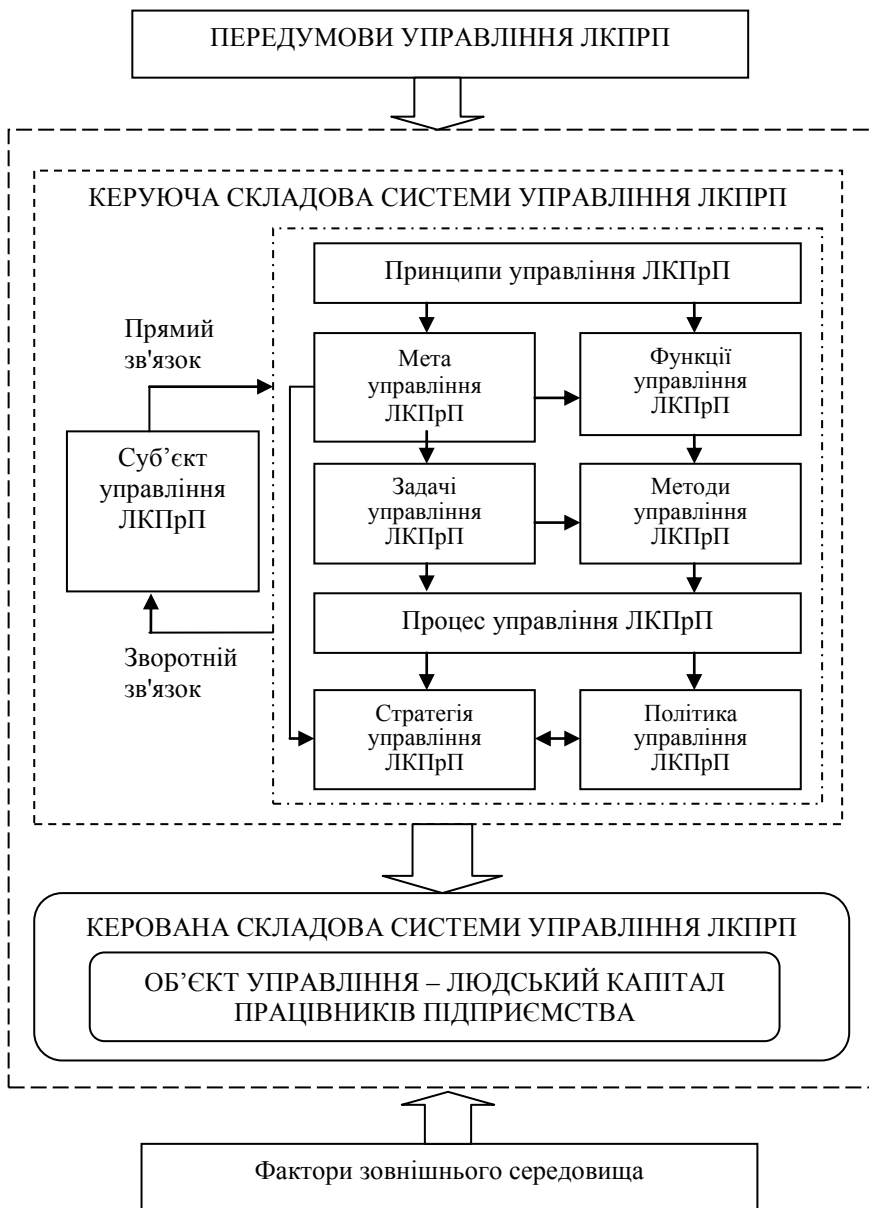 ПЕРЕДУМОВИ УПРАВЛІННЯ ЛКПРП
КЕРУЮЧА СКЛАДОВА СИСТЕМИ УПРАВЛІННЯ ЛКПРП
Принципи управління ЛКПрП
Прямий
зв'язок
Мета
управління
ЛКПрП
Функції
управління
ЛКПрП
Суб’єкт
управління
ЛКПрП
Задачі
управління
ЛКПрП
Методи
управління
ЛКПрП
Процес управління ЛКПрП
Зворотній
зв'язок
Стратегія
управління
ЛКПрП
Політика
управління
ЛКПрП
КЕРОВАНА СКЛАДОВА СИСТЕМИ УПРАВЛІННЯ ЛКПРП
ОБ’ЄКТ УПРАВЛІННЯ – ЛЮДСЬКИЙ КАПІТАЛ
ПРАЦІВНИКІВ ПІДПРИЄМСТВА
Фактори зовнішнього середовища